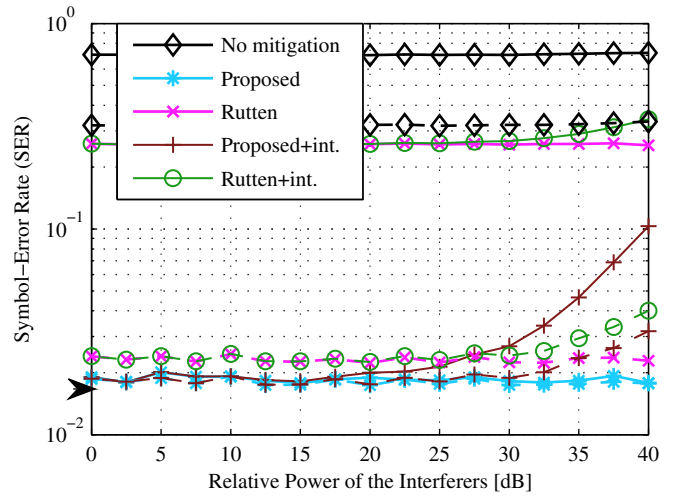 10^0
No mitigation
Proposed
Rutten
Proposed+int.
Rutten+int.
Symbol−Error Rate (SER)
10^−1
10^−2
0 5 10 15 20 25 30 35 40
Relative Power of the Interferers [dB]